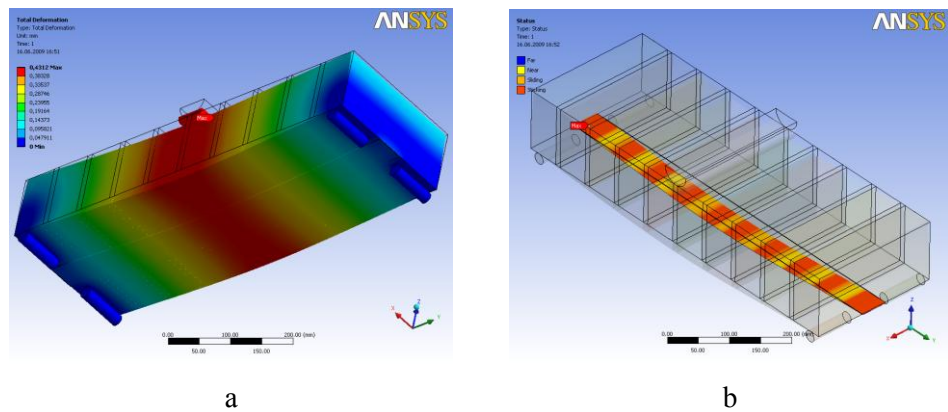 Total Deformation
Type: Total Deformation
Unit: mm
Time: 1
16.08.2009 16:51
ANSYS
0,4312 Max
0,38328
0,33537
0,28746
0,23955
0,19164
0,14373
0,095821
0,047911
0 Min
Max
X
Z
Y
0.00 100.00 200.00 (mm)
50.00 150.00
Status
Type: Status
Time: 1
16.08.2009 16:52
ANSYS
Far
Near
Sliding
Sticking
Max
Z
X
Y
0.00 100.00 200.00 (mm)
50.00 150.00
a b